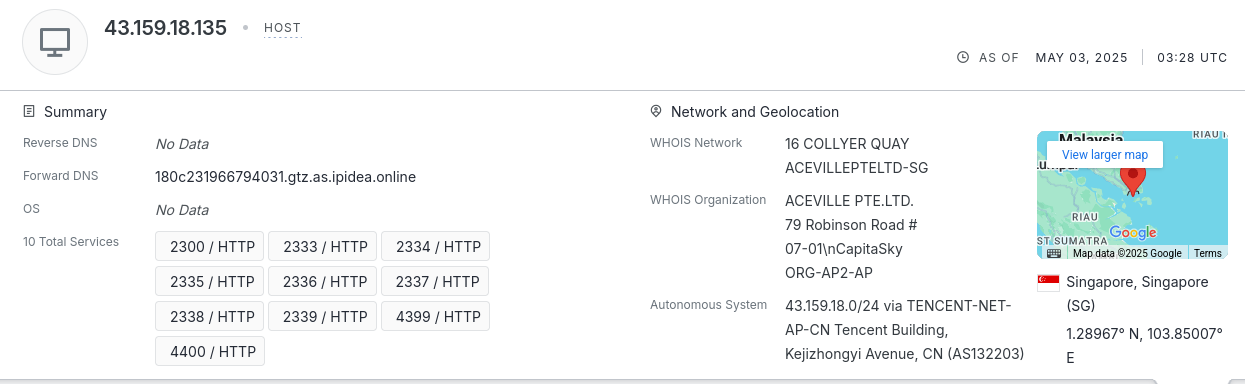 43.159.18.135 • HOST
AS OF MAY 03, 2025 03:28 UTC
Summary
Reverse DNS No Data
Forward DNS 180c231966794031.gtz.as.ipidea.online
OS No Data
10 Total Services 2300 / HTTP 2333 / HTTP 2334 / HTTP
2335 / HTTP 2336 / HTTP 2337 / HTTP
2338 / HTTP 2339 / HTTP 4399 / HTTP
4400 / HTTP
Network and Geolocation
WHOIS Network 16 COLLYER QUAY
ACEVILLEPTELTD-SG
WHOIS Organization ACEVILLE PTE.LTD.
79 Robinson Road #
07-01\nCapitaSky
ORG-AP2-AP
Autonomous System 43.159.18.0/24 via TENCENT-NET-
AP-CN Tencent Building,
Kejizhongyi Avenue, CN (AS132203)
Malaysia
View larger map
RIAU
Google
ST SUMATRA
Map data ©2025 Google Terms
Singapore, Singapore
(SG)
1.28967° N, 103.85007°
E